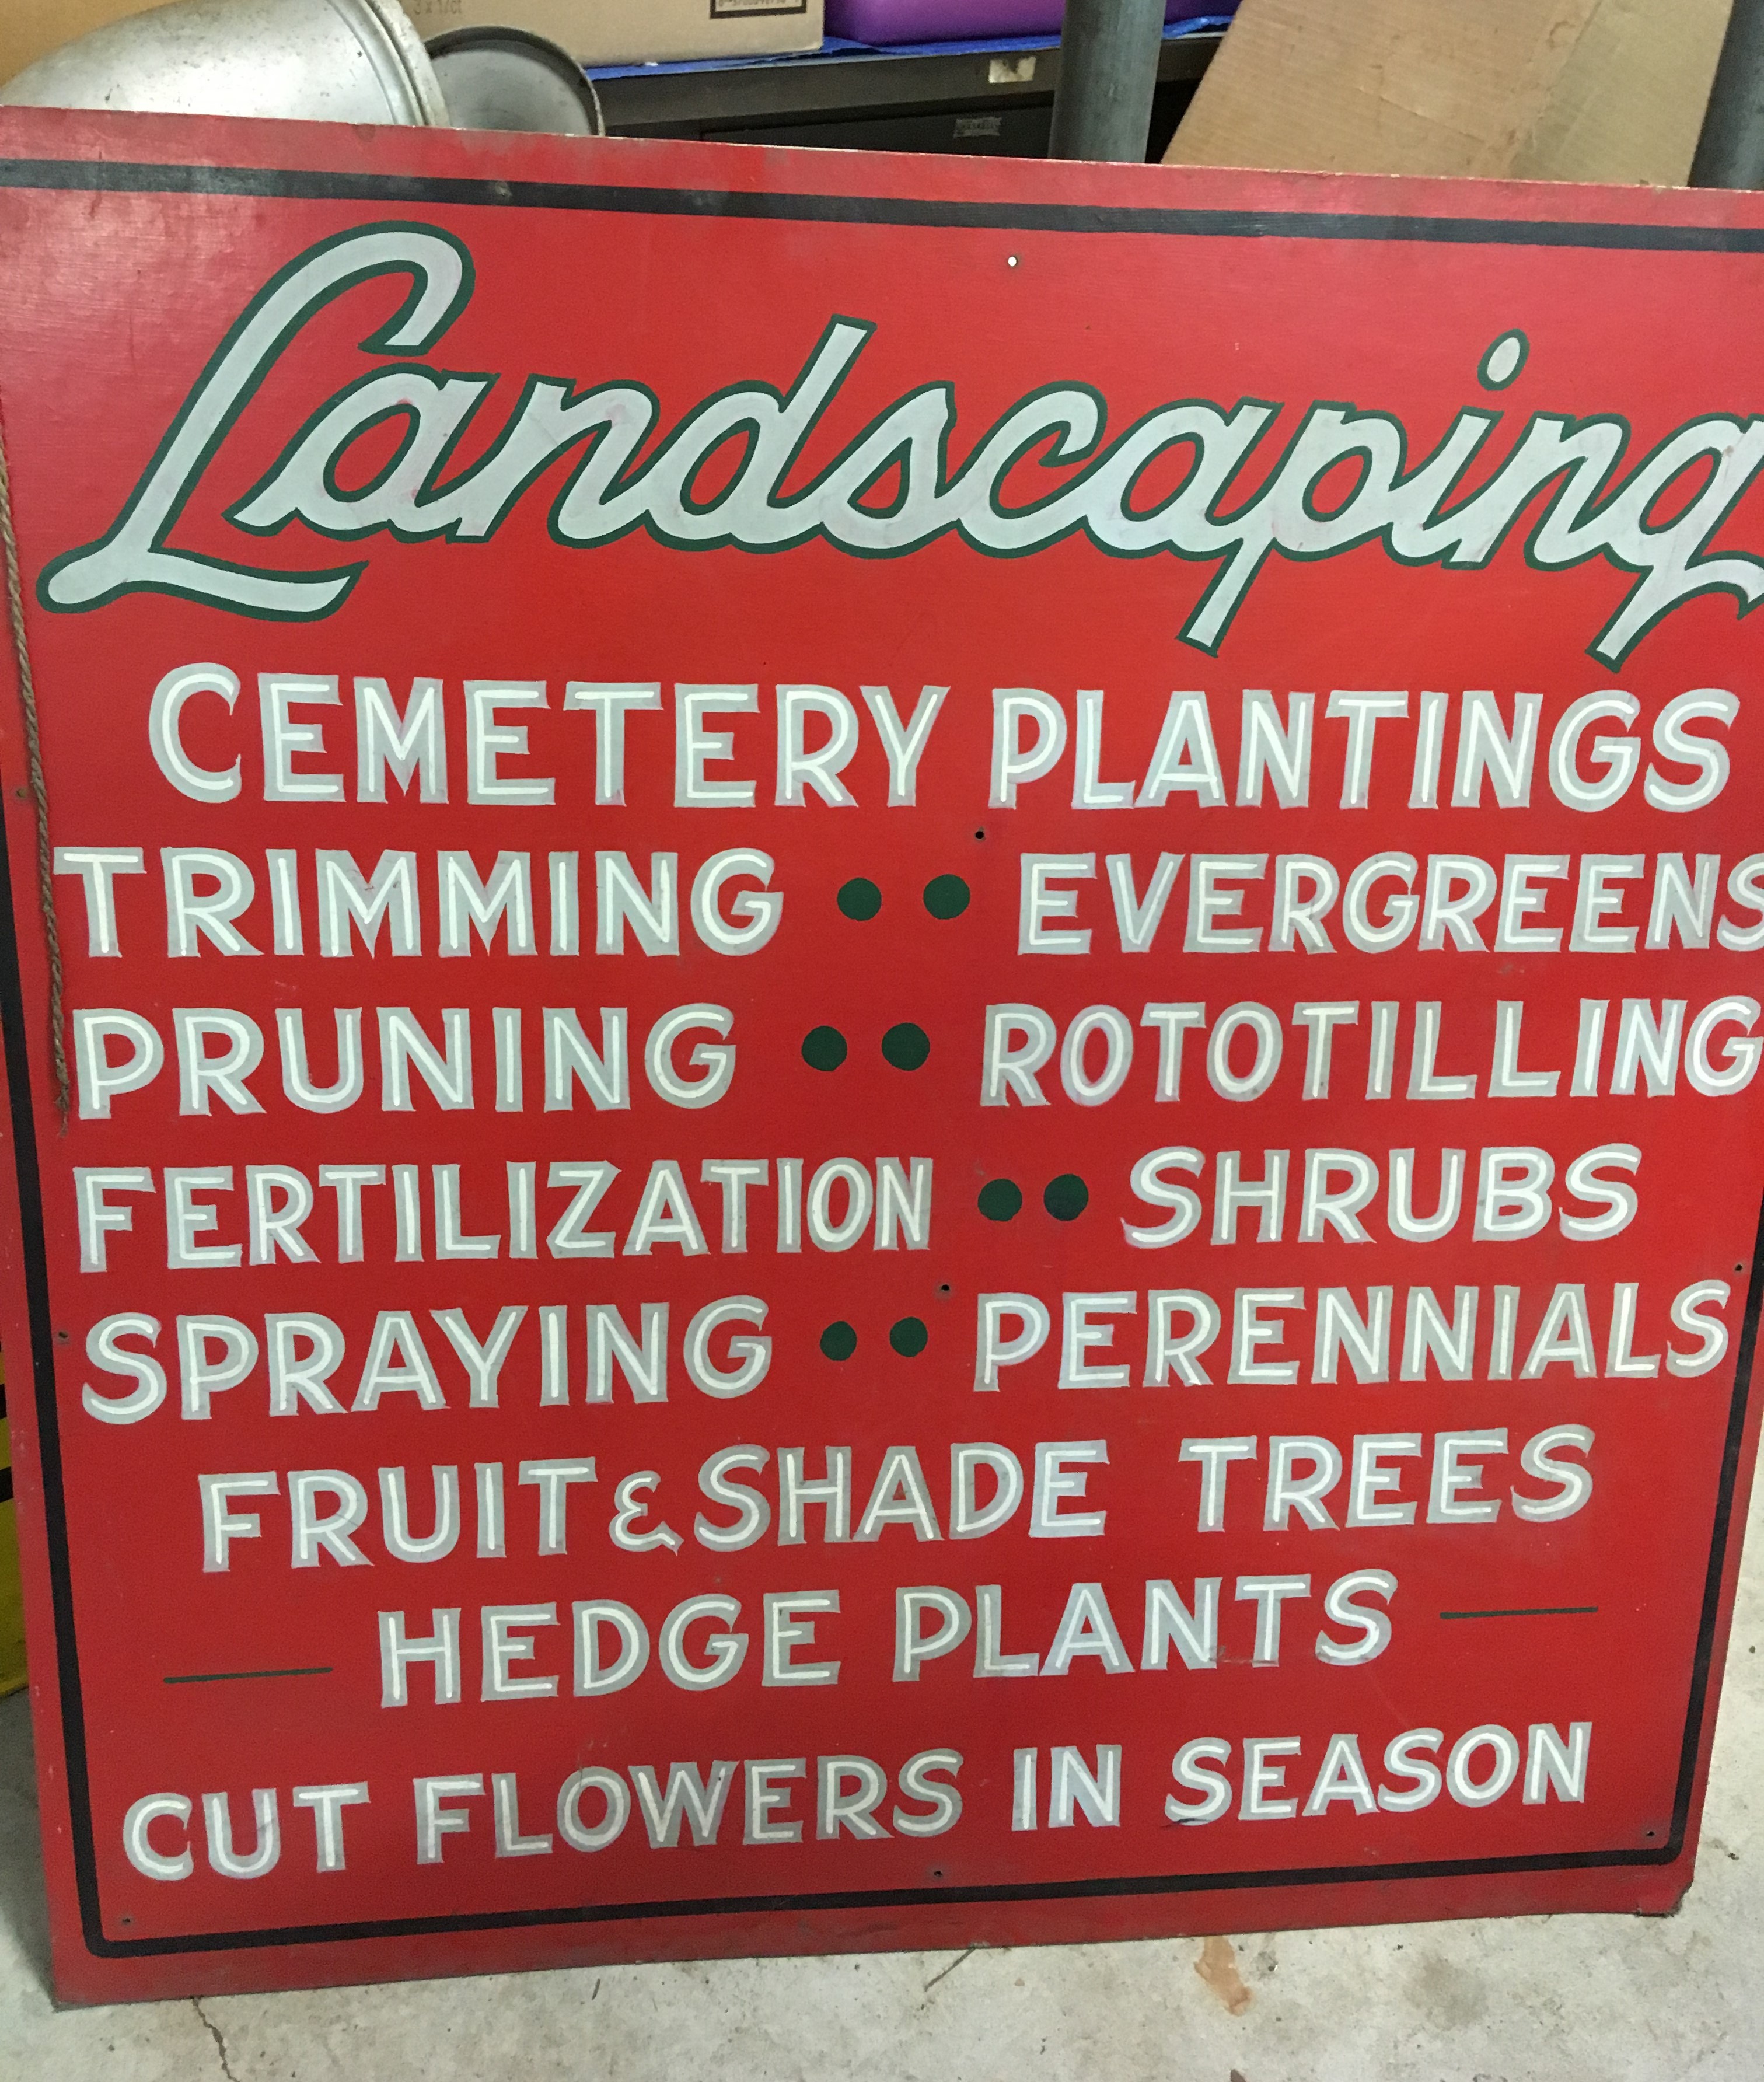 Landscaping
CEMETERY PLANTINGS
TRIMMING •• EVERGREENS
PRUNING •• ROTOTILLING
FERTILIZATION •• SHRUBS
SPRAYING •• PERENNIALS
FRUIT & SHADE TREES
— HEDGE PLANTS —
CUT FLOWERS IN SEASON